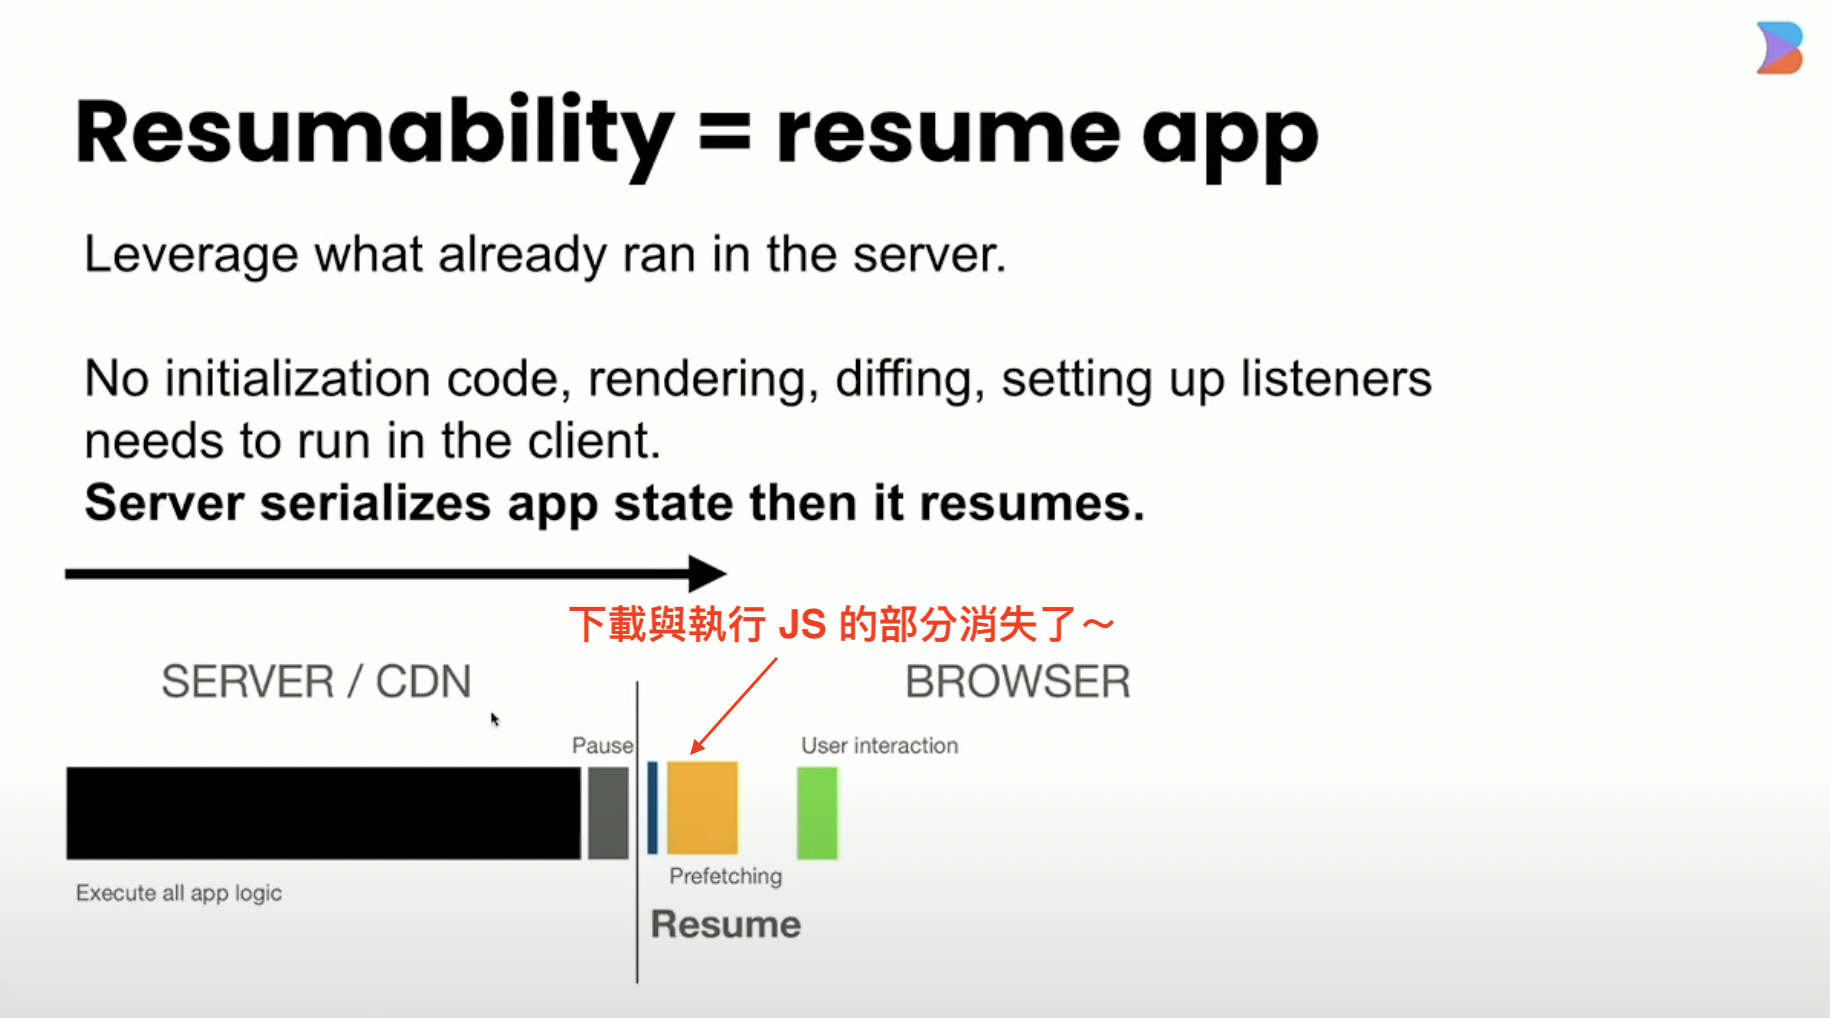 Resumability = resume app
Leverage what already ran in the server.
No initialization code, rendering, diffing, setting up listeners
needs to run in the client.
Server serializes app state then it resumes.
下載與執行 JS 的部分消失了～
SERVER / CDN
BROWSER
Pause
User interaction
Execute all app logic
Prefetching
Resume